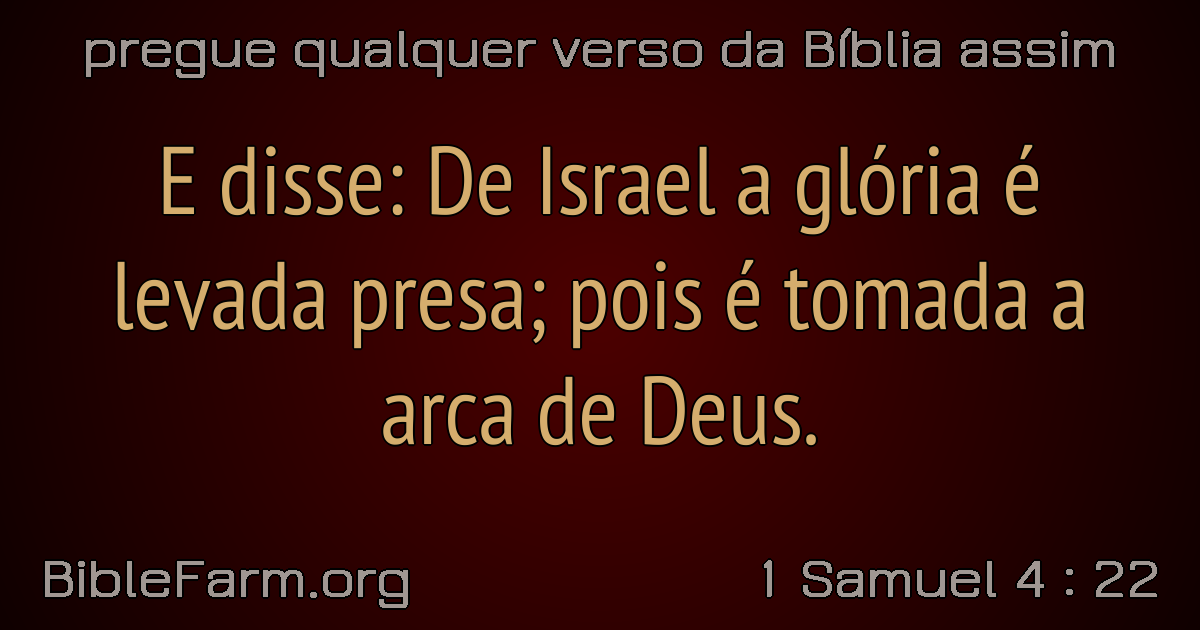 pregue qualquer verso da Bíblia assim
E disse: De Israel a glória é
levada presa; pois é tomada a
arca de Deus.
BibleFarm.org
1 Samuel 4 : 22